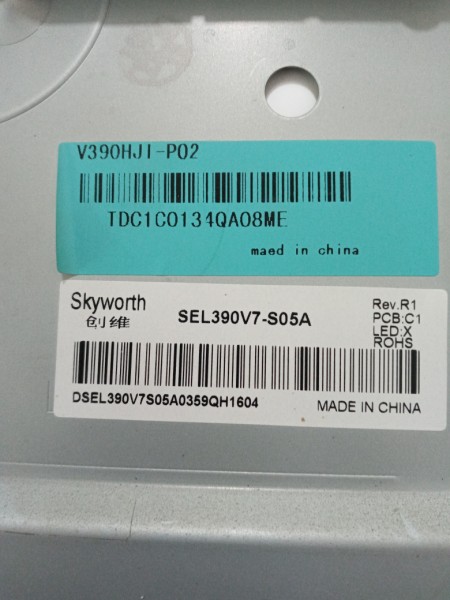 V390HJ1-P02
TDC1C0134QA08ME
maed in china
Skyworth
创维
SEL390V7-S05A
Rev.R1
PCB:C1
LED:X
ROHS
DSEL390V7S05A0359QH1604
MADE IN CHINA